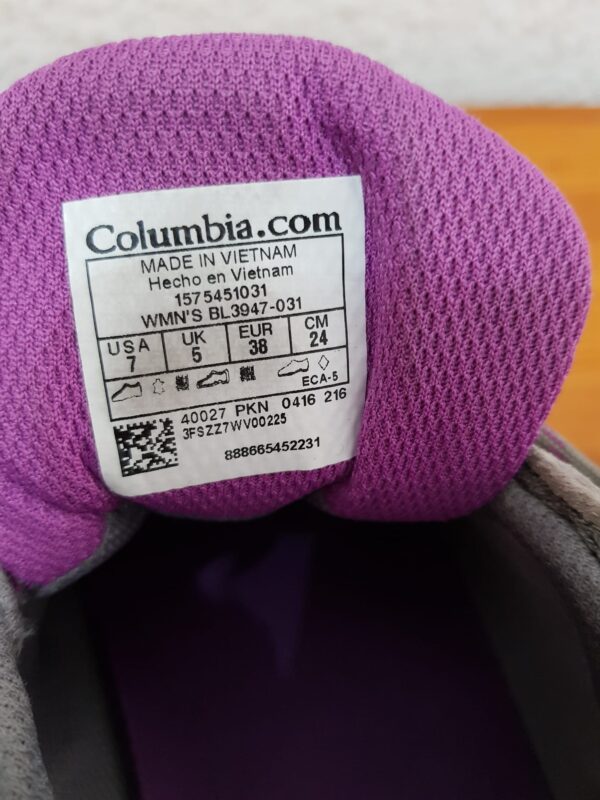 Columbia.com
MADE IN VIETNAM
Hecho en Vietnam
1575451031
WMN'S BL3947-031
USA UK EUR CM
7 5 38 24
ECA-5
40027 PKN 0416 216
3FSZZ7WV00225
888665452231